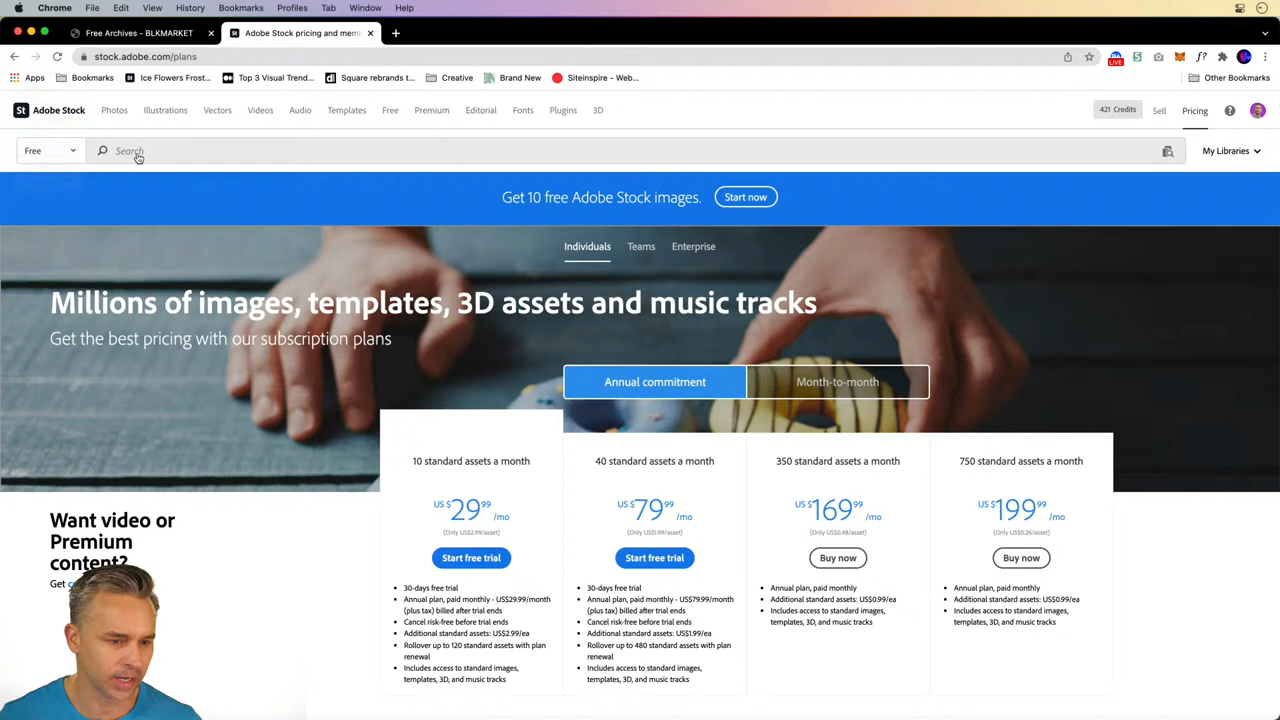 Chrome File Edit View History Bookmarks Profiles Tab Window Help
Free Archives - BLKMARKET
St Adobe Stock pricing and mem
stock.adobe.com/plans
LIVE
Apps Bookmarks Ice Flowers Frost... Top 3 Visual Trend... Square rebrands t... Creative Brand New Siteinspire - Web... Other Bookmarks
St Adobe Stock Photos Illustrations Vectors Videos Audio Templates Free Premium Editorial Fonts Plugins 3D 421 Credits Sell Pricing
Free Search My Libraries
Get 10 free Adobe Stock images. Start now
Individuals Teams Enterprise
Millions of images, templates, 3D assets and music tracks
Get the best pricing with our subscription plans
Annual commitment Month-to-month
10 standard assets a month
US $29.99 /mo
(Only US$2.99/asset)
Start free trial
• 30-days free trial
• Annual plan, paid monthly - US$29.99/month
(plus tax) billed after trial ends
• Cancel risk-free before trial ends
• Additional standard assets: US$2.99/ea
• Rollover up to 120 standard assets with plan
renewal
• Includes access to standard images,
templates, 3D, and music tracks
40 standard assets a month
US $79.99 /mo
(Only US$1.99/asset)
Start free trial
• 30-days free trial
• Annual plan, paid monthly - US$79.99/month
(plus tax) billed after trial ends
• Cancel risk-free before trial ends
• Additional standard assets: US$1.99/ea
• Rollover up to 480 standard assets with plan
renewal
• Includes access to standard images,
templates, 3D, and music tracks
350 standard assets a month
US $169.99 /mo
(Only US$0.48/asset)
Buy now
• Annual plan, paid monthly
• Additional standard assets: US$0.99/ea
• Includes access to standard images,
templates, 3D, and music tracks
750 standard assets a month
US $199.99 /mo
(Only US$0.26/asset)
Buy now
• Annual plan, paid monthly
• Additional standard assets: US$0.99/ea
• Includes access to standard images,
templates, 3D, and music tracks
Want video or
Premium
content?
Get